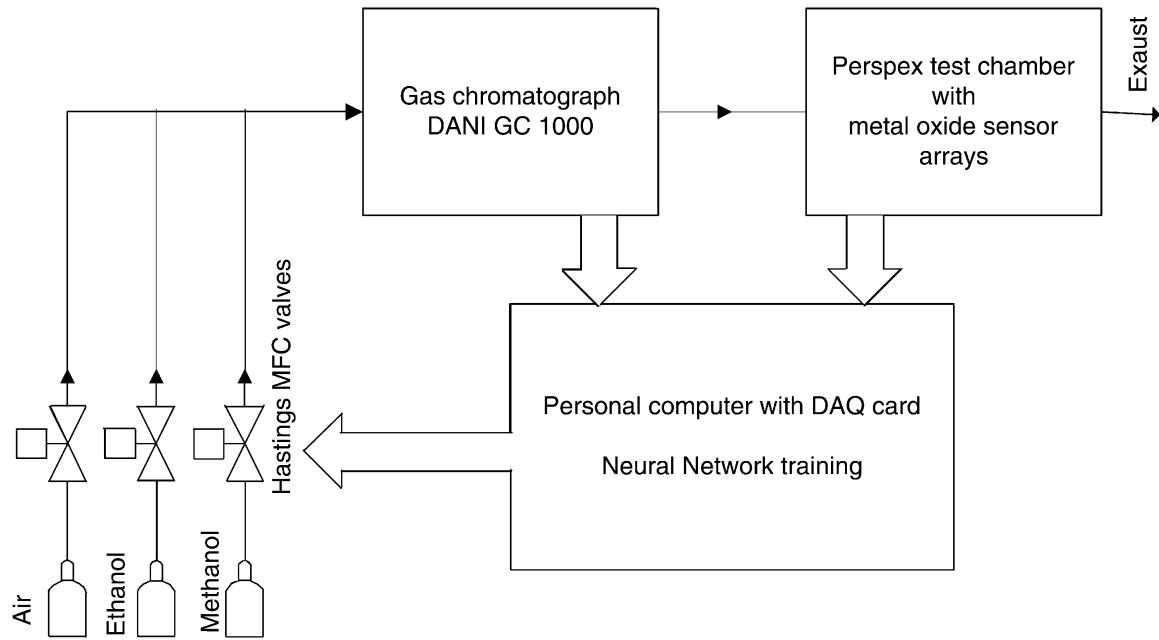 Gas chromatograph
DANI GC 1000
Perspex test chamber
with
metal oxide sensor
arrays
Exaust
Hastings MFC valves
Personal computer with DAQ card
Neural Network training
Air
Ethanol
Methanol